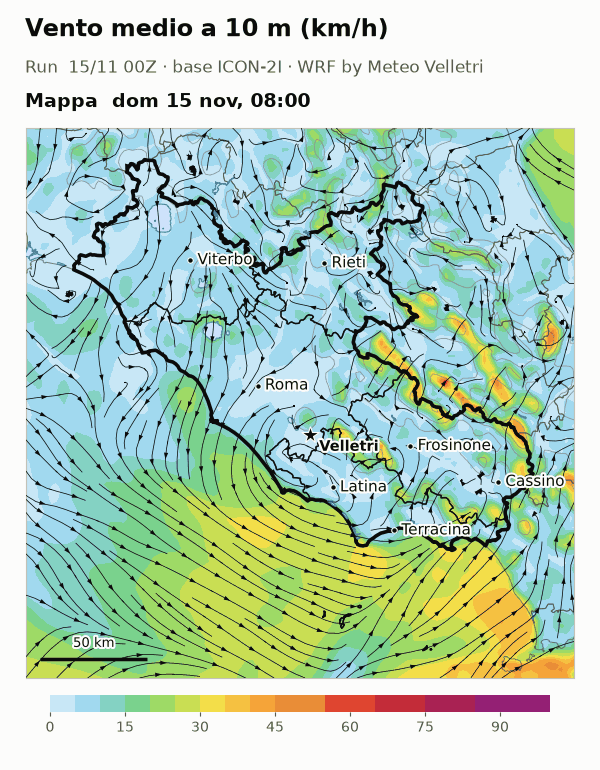 Vento medio a 10 m (km/h)
Run 15/11 00Z · base ICON-2I · WRF by Meteo Velletri
Mappa dom 15 nov, 08:00
Viterbo
Rieti
Roma
Velletri
Frosinone
Latina
Cassino
Terracina
50 km
0 15 30 45 60 75 90